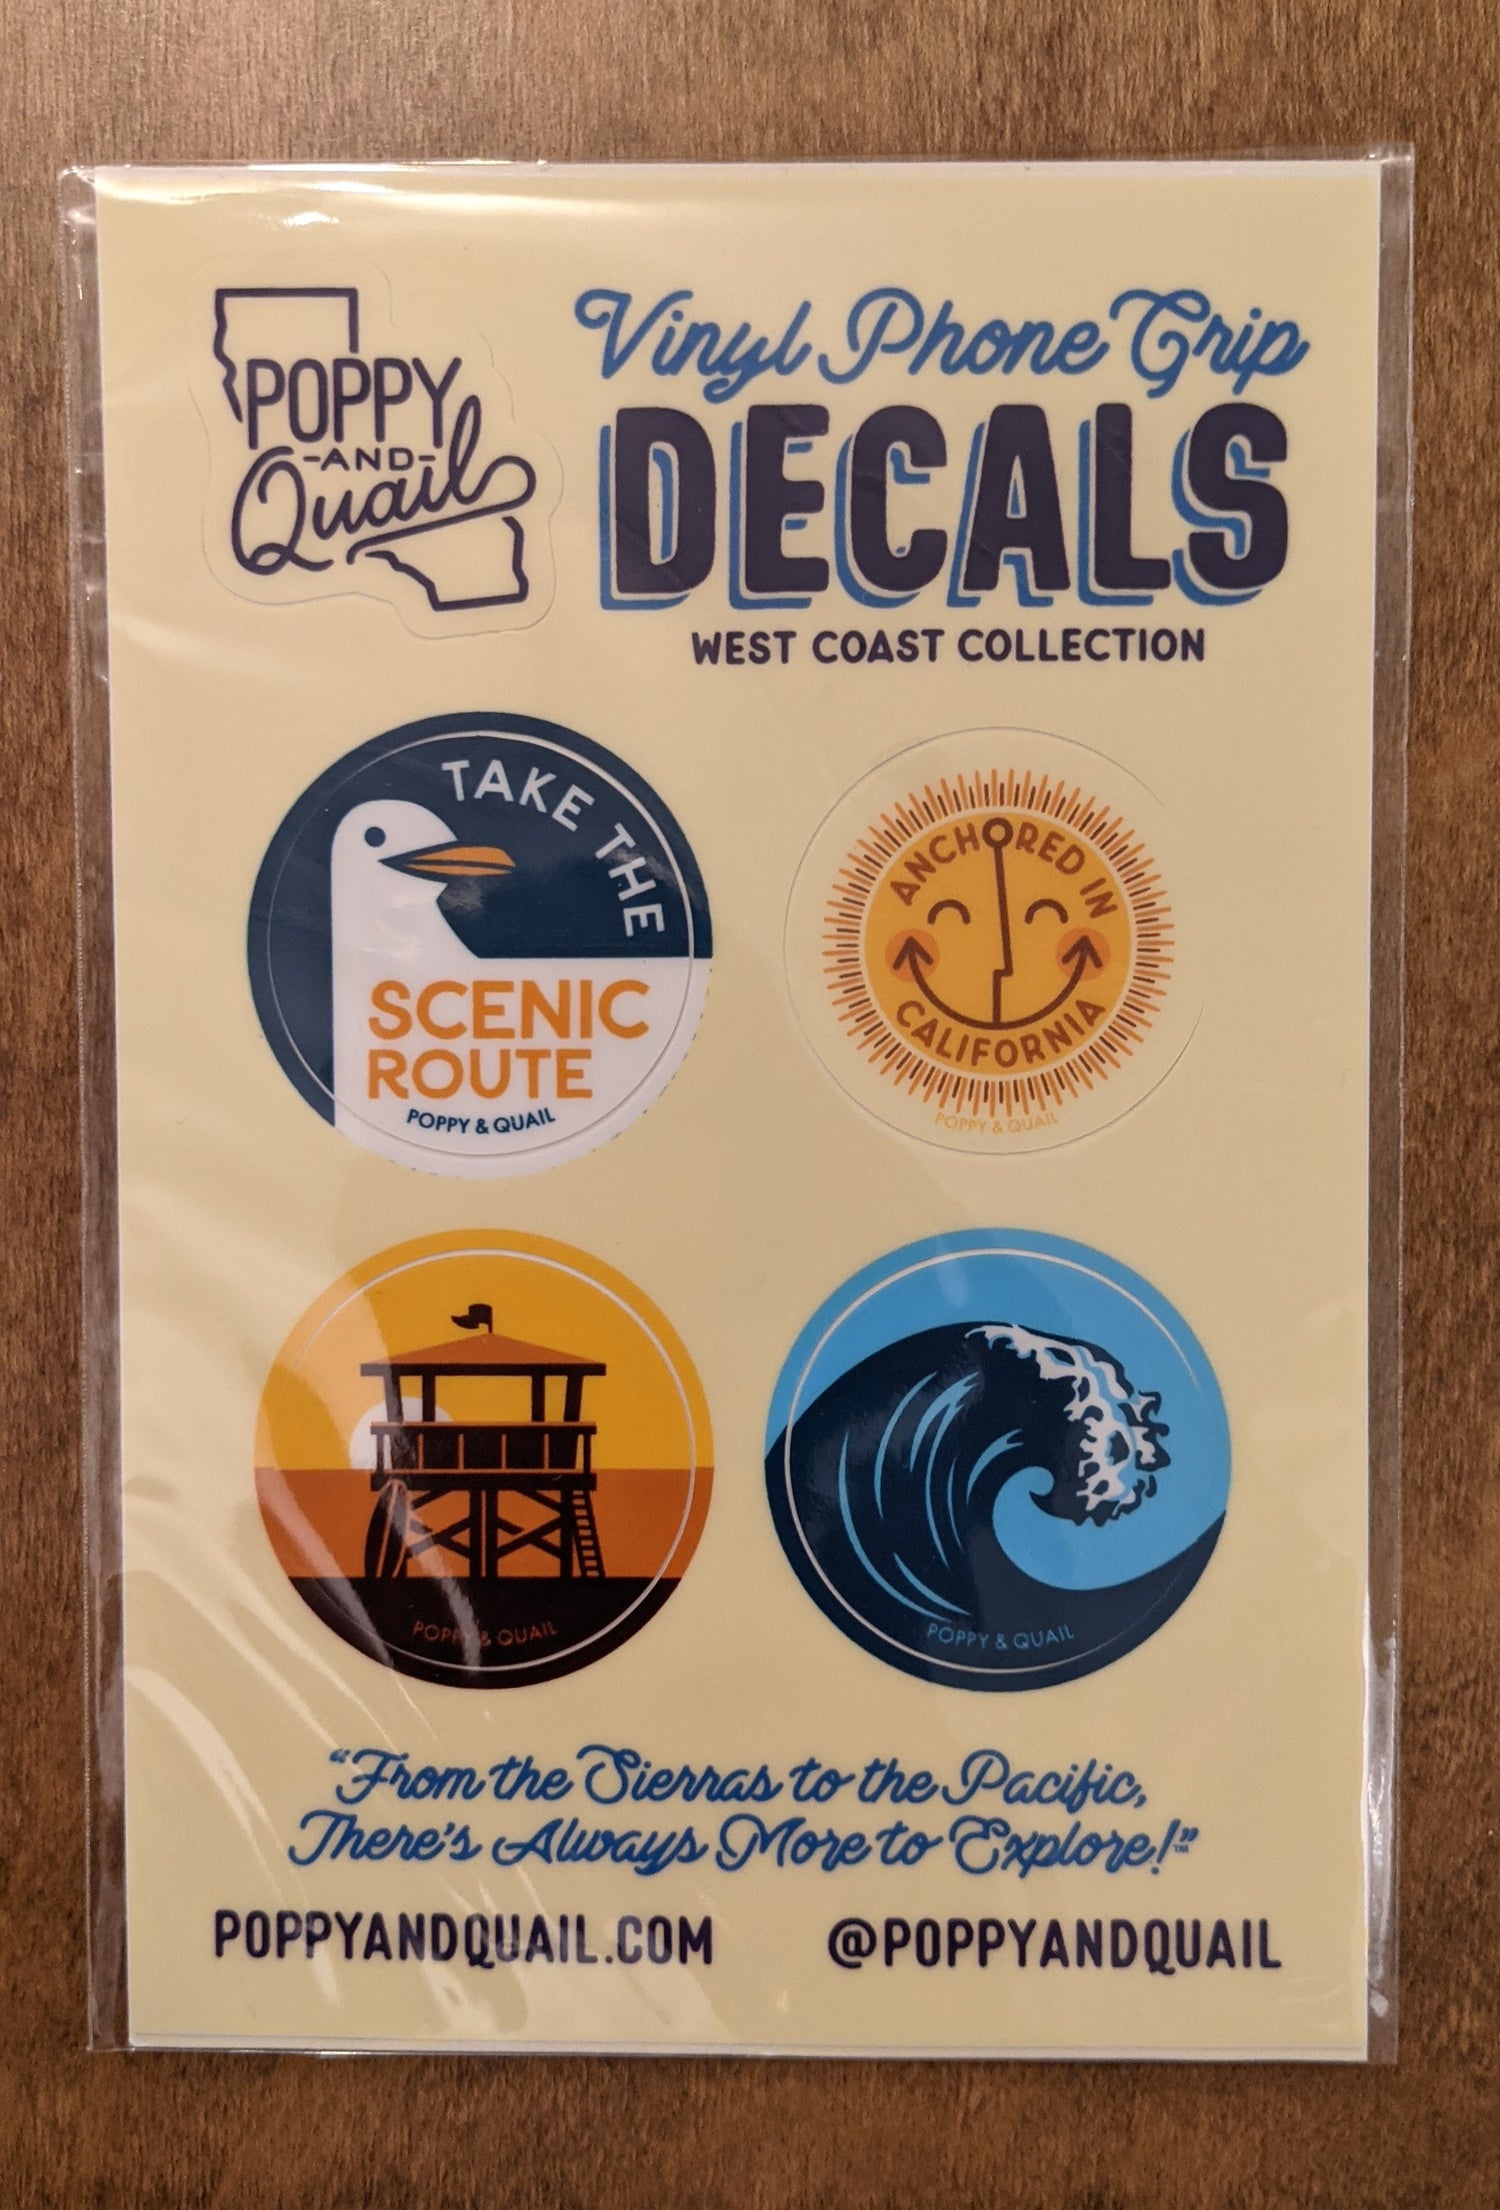 POPPY
-AND-
Quail
Vinyl Phone Grip
DECALS
WEST COAST COLLECTION
TAKE THE
SCENIC
ROUTE
POPPY & QUAIL
ANCHORED IN
CALIFORNIA
POPPY & QUAIL
POPPY & QUAIL
POPPY & QUAIL
“From the Sierras to the Pacific,
There's Always More to Explore!”™
POPPYANDQUAIL.COM
@POPPYANDQUAIL